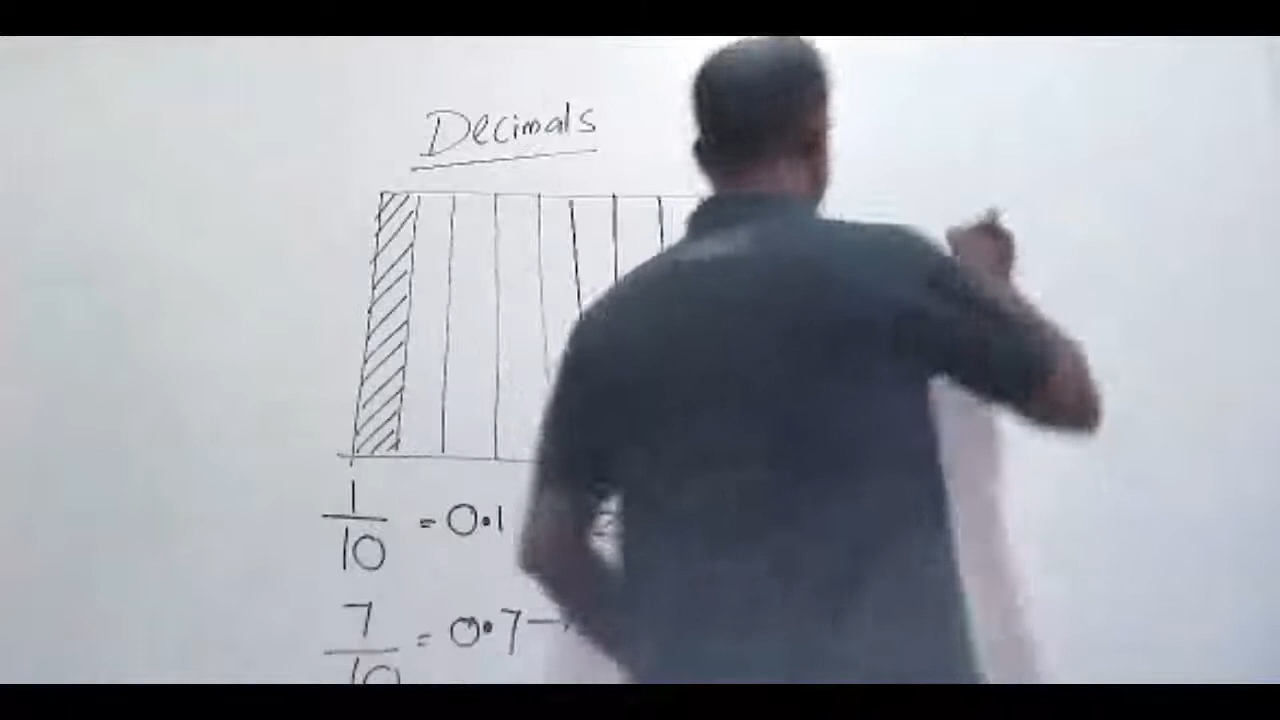 Decimals
1/10 = 0.1
7/10 = 0.7